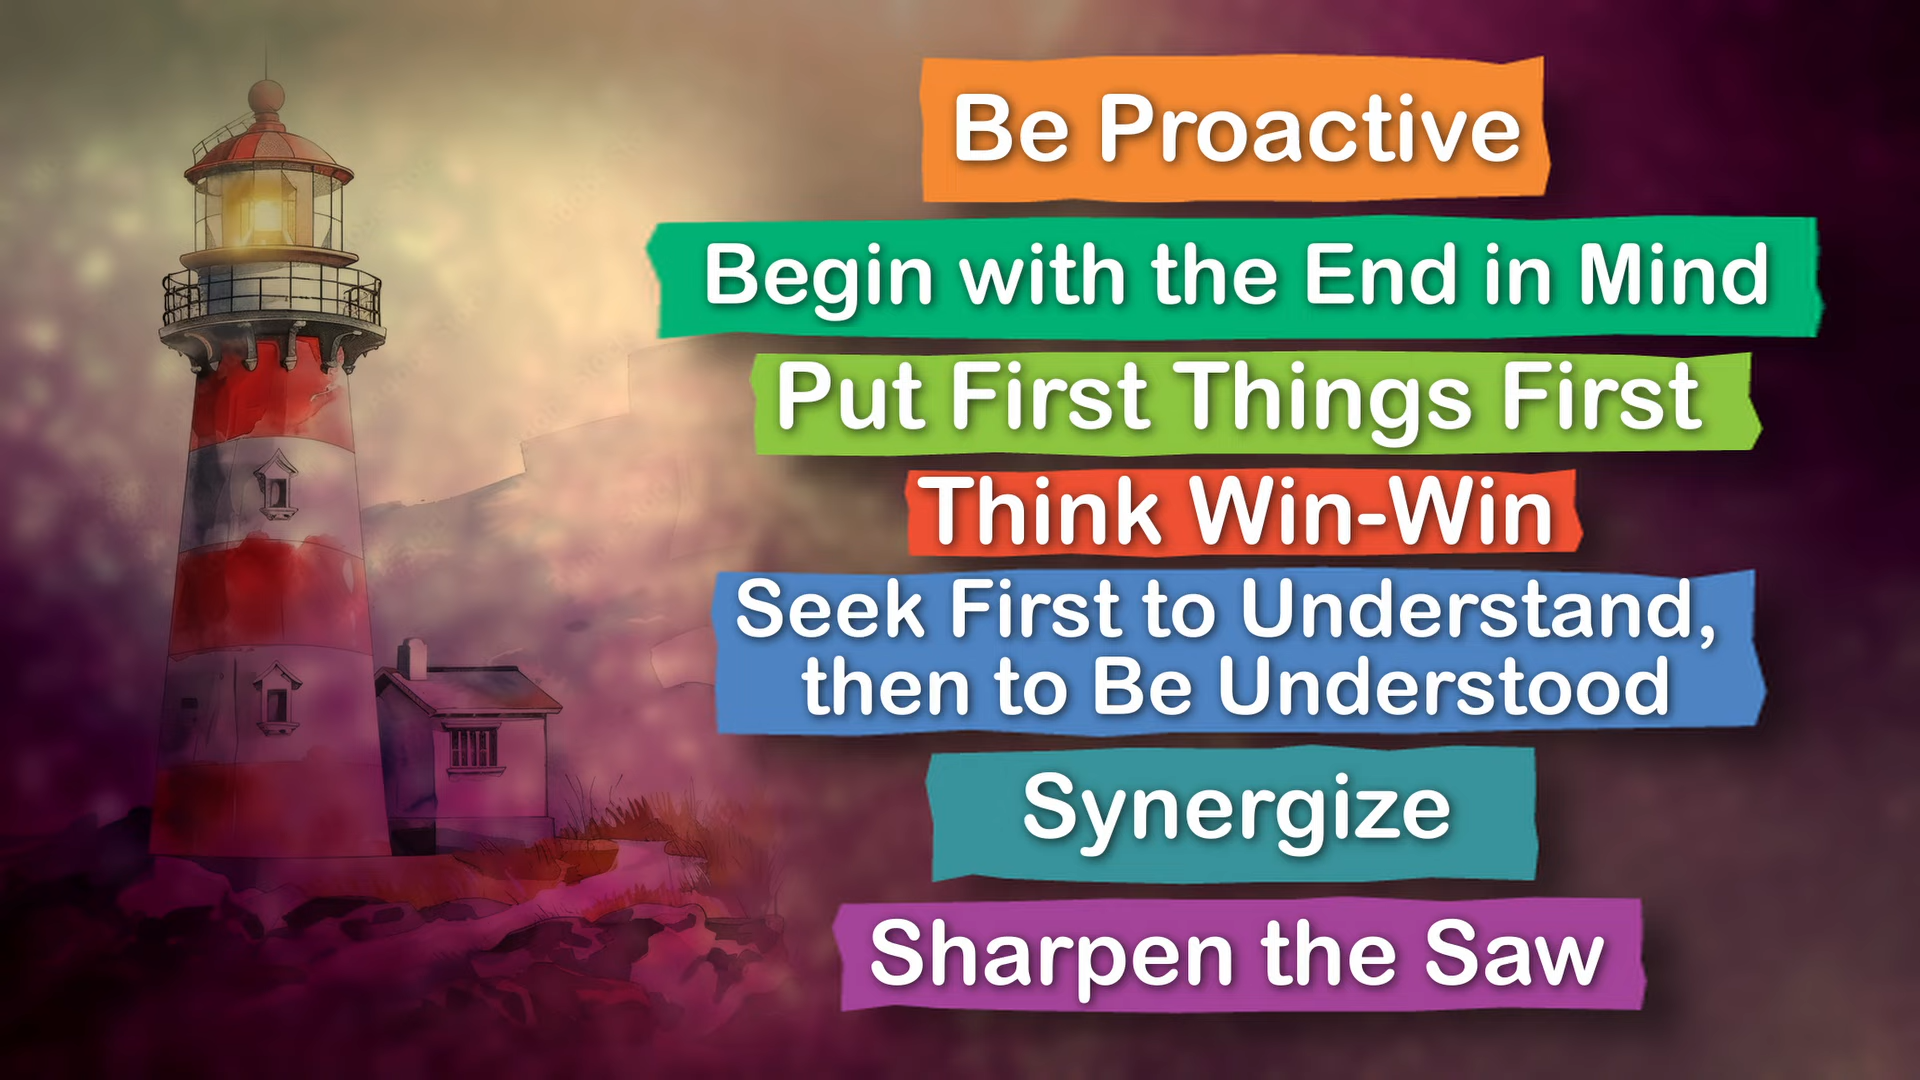 Be Proactive
Begin with the End in Mind
Put First Things First
Think Win-Win
Seek First to Understand,
then to Be Understood
Synergize
Sharpen the Saw